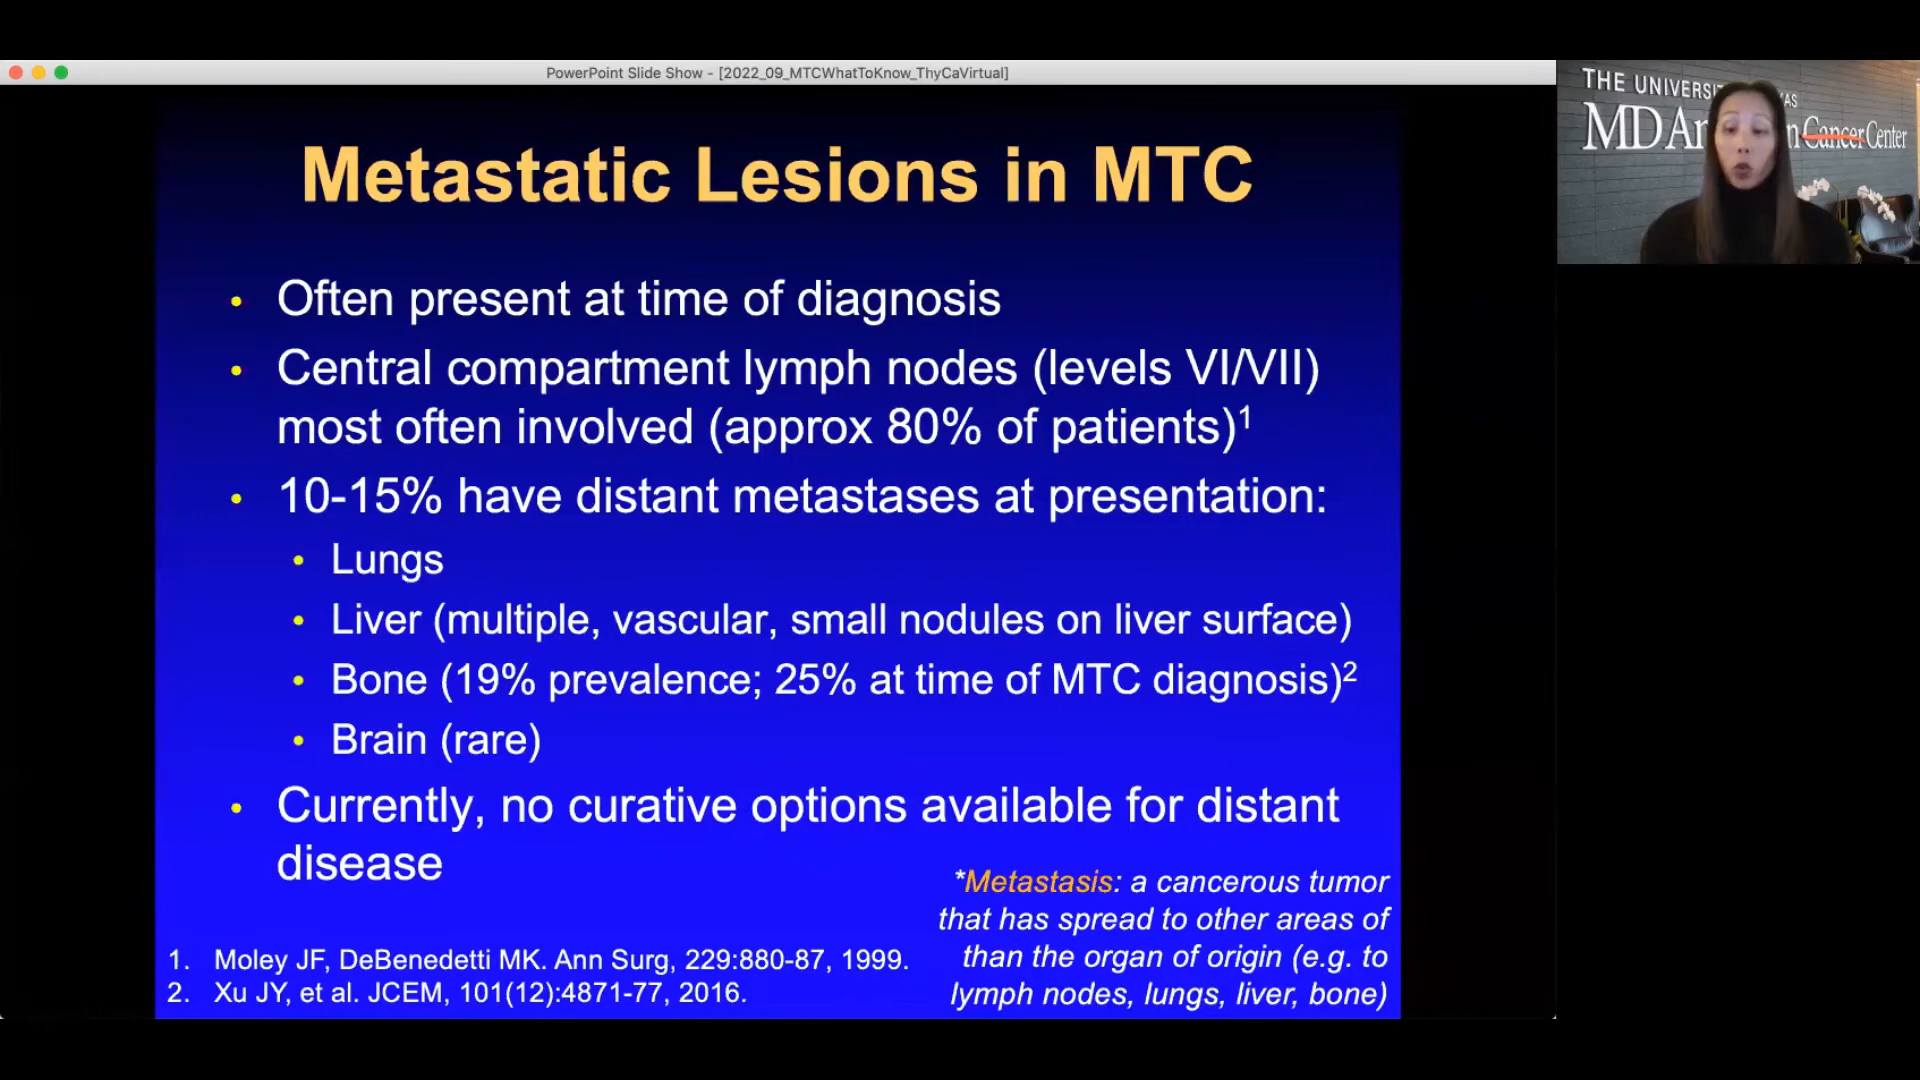 PowerPoint Slide Show - [2022_09_MTCWhatToKnow_ThyCaVirtual]
THE UNIVERSI AS
MD An n Cancer Center
Metastatic Lesions in MTC
• Often present at time of diagnosis
• Central compartment lymph nodes (levels VI/VII)
most often involved (approx 80% of patients)¹
• 10-15% have distant metastases at presentation:
• Lungs
• Liver (multiple, vascular, small nodules on liver surface)
• Bone (19% prevalence; 25% at time of MTC diagnosis)²
• Brain (rare)
• Currently, no curative options available for distant
disease
*Metastasis: a cancerous tumor
that has spread to other areas of
than the organ of origin (e.g. to
lymph nodes, lungs, liver, bone)
1. Moley JF, DeBenedetti MK. Ann Surg, 229:880-87, 1999.
2. Xu JY, et al. JCEM, 101(12):4871-77, 2016.